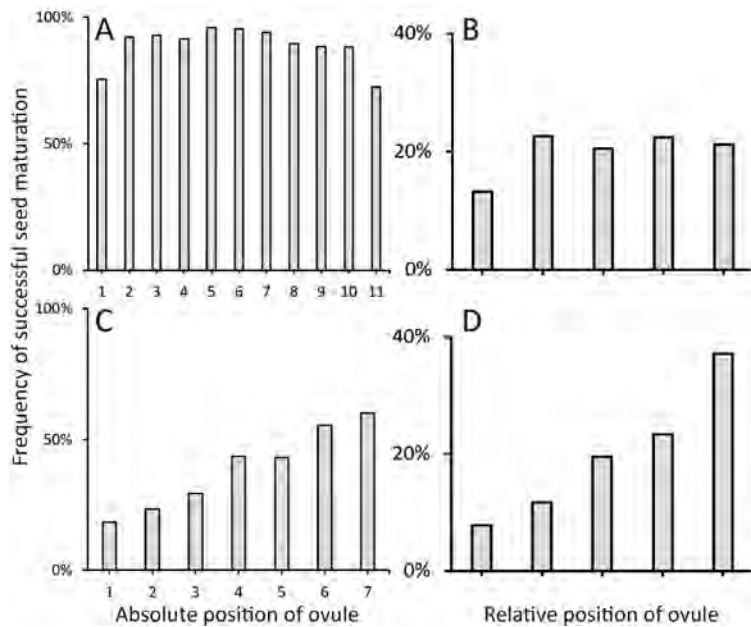 Frequency of successful seed maturation
A
100%
50%
0%
1 2 3 4 5 6 7 8 9 10 11
B
40%
20%
0%
C
100%
50%
0%
1 2 3 4 5 6 7
Absolute position of ovule
D
40%
20%
0%
Relative position of ovule